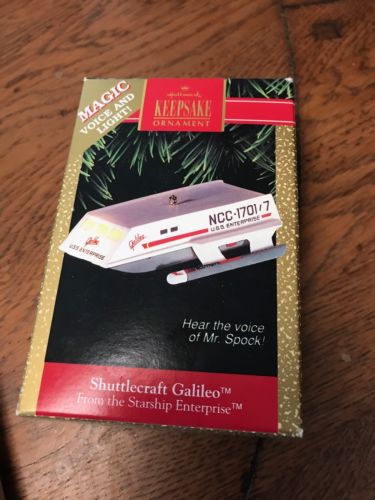 MAGIC
VOICE AND
LIGHT!
Hallmark
KEEPSAKE
ORNAMENT
NCC-1701/7
U.S.S. ENTERPRISE
Galileo
U.S.S. ENTERPRISE
Hear the voice
of Mr. Spock!
Shuttlecraft Galileo™
From the Starship Enterprise™